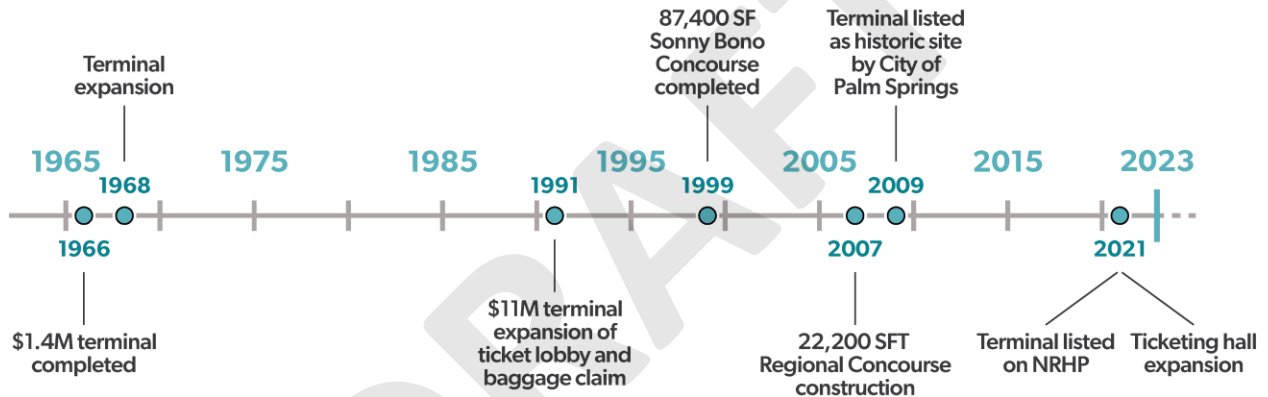 87,400 SF
Sonny Bono
Concourse
completed
Terminal listed
as historic site
by City of
Palm Springs
Terminal
expansion
1965
1975
1985
1995
2005
2015
2023
1968
1991
1999
2009
1966
2007
2021
$1.4M terminal
completed
$11M terminal
expansion of
ticket lobby and
baggage claim
22,200 SFT
Regional Concourse
construction
Terminal listed
on NRHP
Ticketing hall
expansion
DRAFT